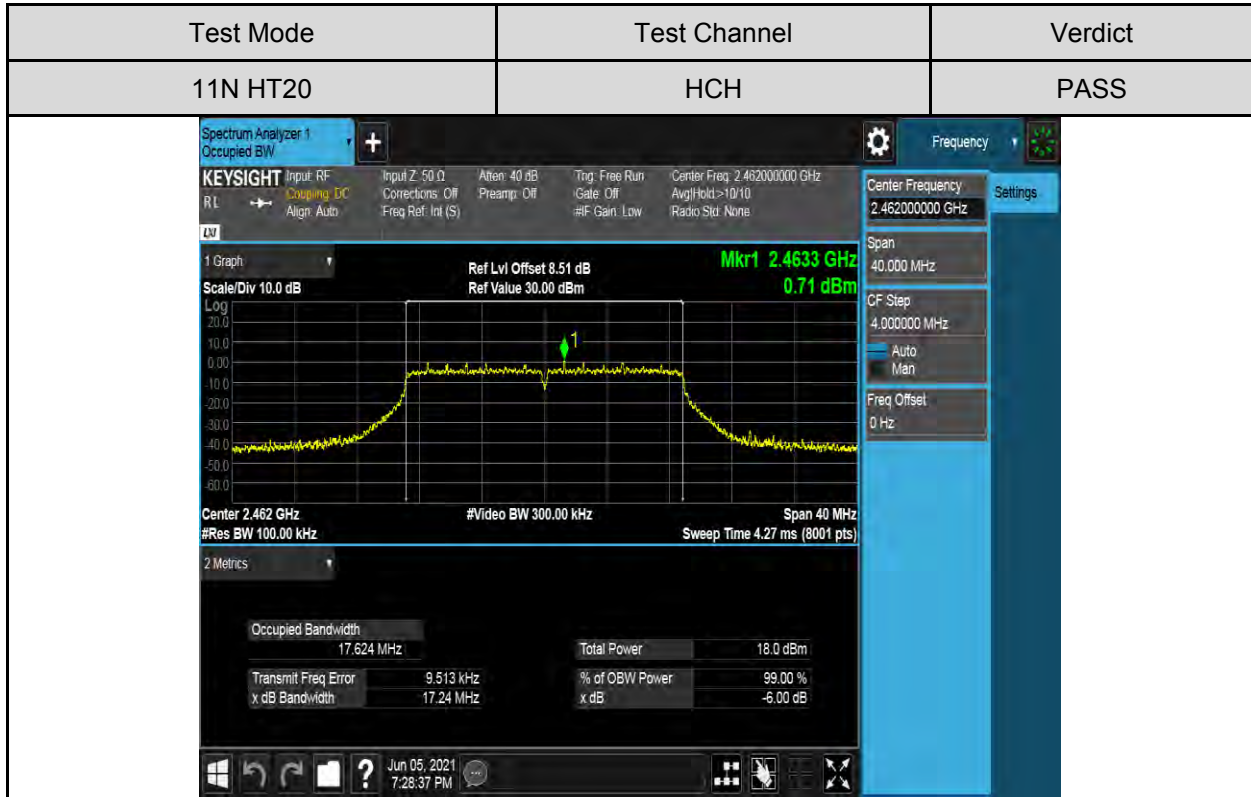 Test Mode Test Channel Verdict
11N HT20 HCH PASS
Spectrum Analyzer 1
Occupied BW
+
Frequency
KEYSIGHT Input: RF Input Z: 50 Ω Atten: 40 dB Trig: Free Run Center Freq: 2.462000000 GHz
RL Coupling: DC Corrections: Off Preamp: Off Gate: Off Avg|Hold:>10/10
Align: Auto Freq Ref: Int (S) #IF Gain: Low Radio Std: None
LXI
Center Frequency
2.462000000 GHz
Settings
Span
40.000 MHz
CF Step
4.000000 MHz
Auto
Man
Freq Offset
0 Hz
1 Graph
Scale/Div 10.0 dB
Ref Lvl Offset 8.51 dB
Ref Value 30.00 dBm
Mkr1 2.4633 GHz
0.71 dBm
Log
20.0
10.0
0.00
-10.0
-20.0
-30.0
-40.0
-50.0
-60.0
1
Center 2.462 GHz #Video BW 300.00 kHz Span 40 MHz
#Res BW 100.00 kHz Sweep Time 4.27 ms (8001 pts)
2 Metrics
Occupied Bandwidth
17.624 MHz Total Power 18.0 dBm
Transmit Freq Error 9.513 kHz % of OBW Power 99.00 %
x dB Bandwidth 17.24 MHz x dB -6.00 dB
?
Jun 05, 2021
7:28:37 PM